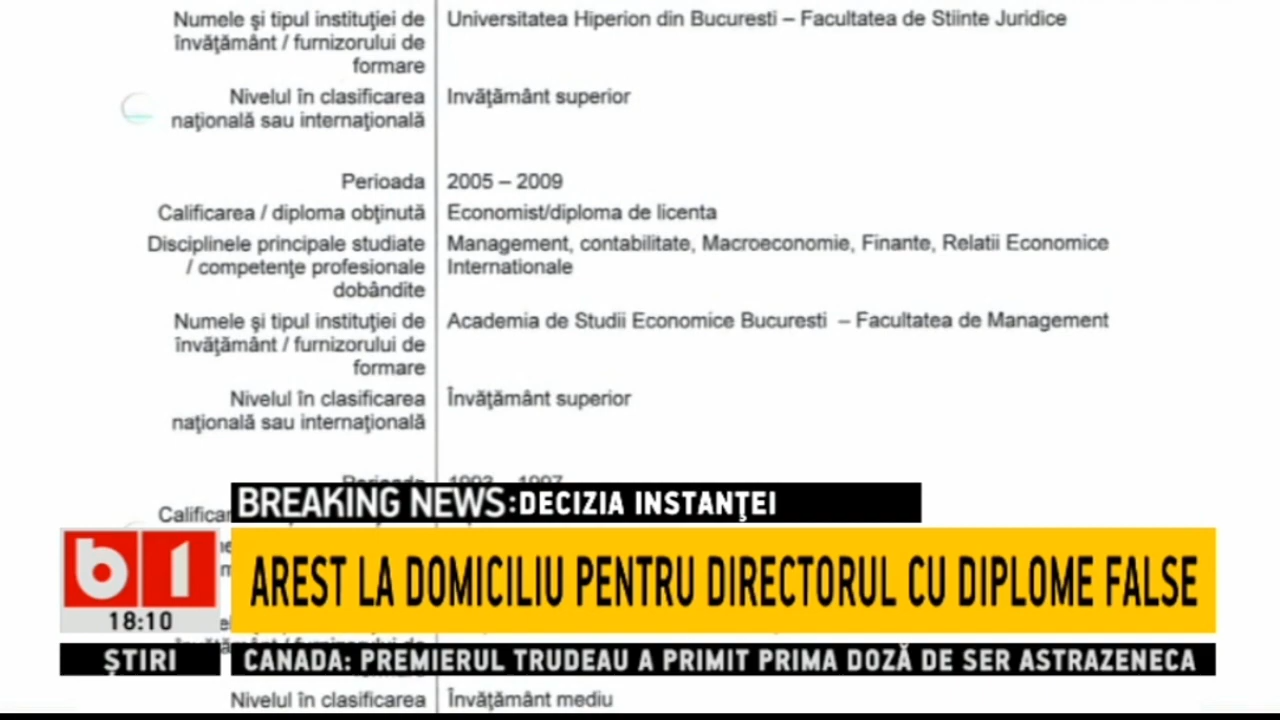 Numele şi tipul instituţiei de
învăţământ / furnizorului de
formare
Universitatea Hiperion din Bucuresti – Facultatea de Stiinte Juridice
Nivelul în clasificarea
naţională sau internaţională
Invăţământ superior
Perioada
2005 – 2009
Calificarea / diploma obţinută
Economist/diploma de licenta
Disciplinele principale studiate
/ competenţe profesionale
dobândite
Management, contabilitate, Macroeconomie, Finante, Relatii Economice
Internationale
Numele şi tipul instituţiei de
învăţământ / furnizorului de
formare
Academia de Studii Economice Bucuresti – Facultatea de Management
Nivelul în clasificarea
naţională sau internaţională
Învăţământ superior
Perioada
1993 – 1997
BREAKING NEWS:DECIZIA INSTANŢEI
b1
18:10
AREST LA DOMICILIU PENTRU DIRECTORUL CU DIPLOME FALSE
ŞTIRI
CANADA: PREMIERUL TRUDEAU A PRIMIT PRIMA DOZĂ DE SER ASTRAZENECA
Nivelul în clasificarea
Învăţământ mediu